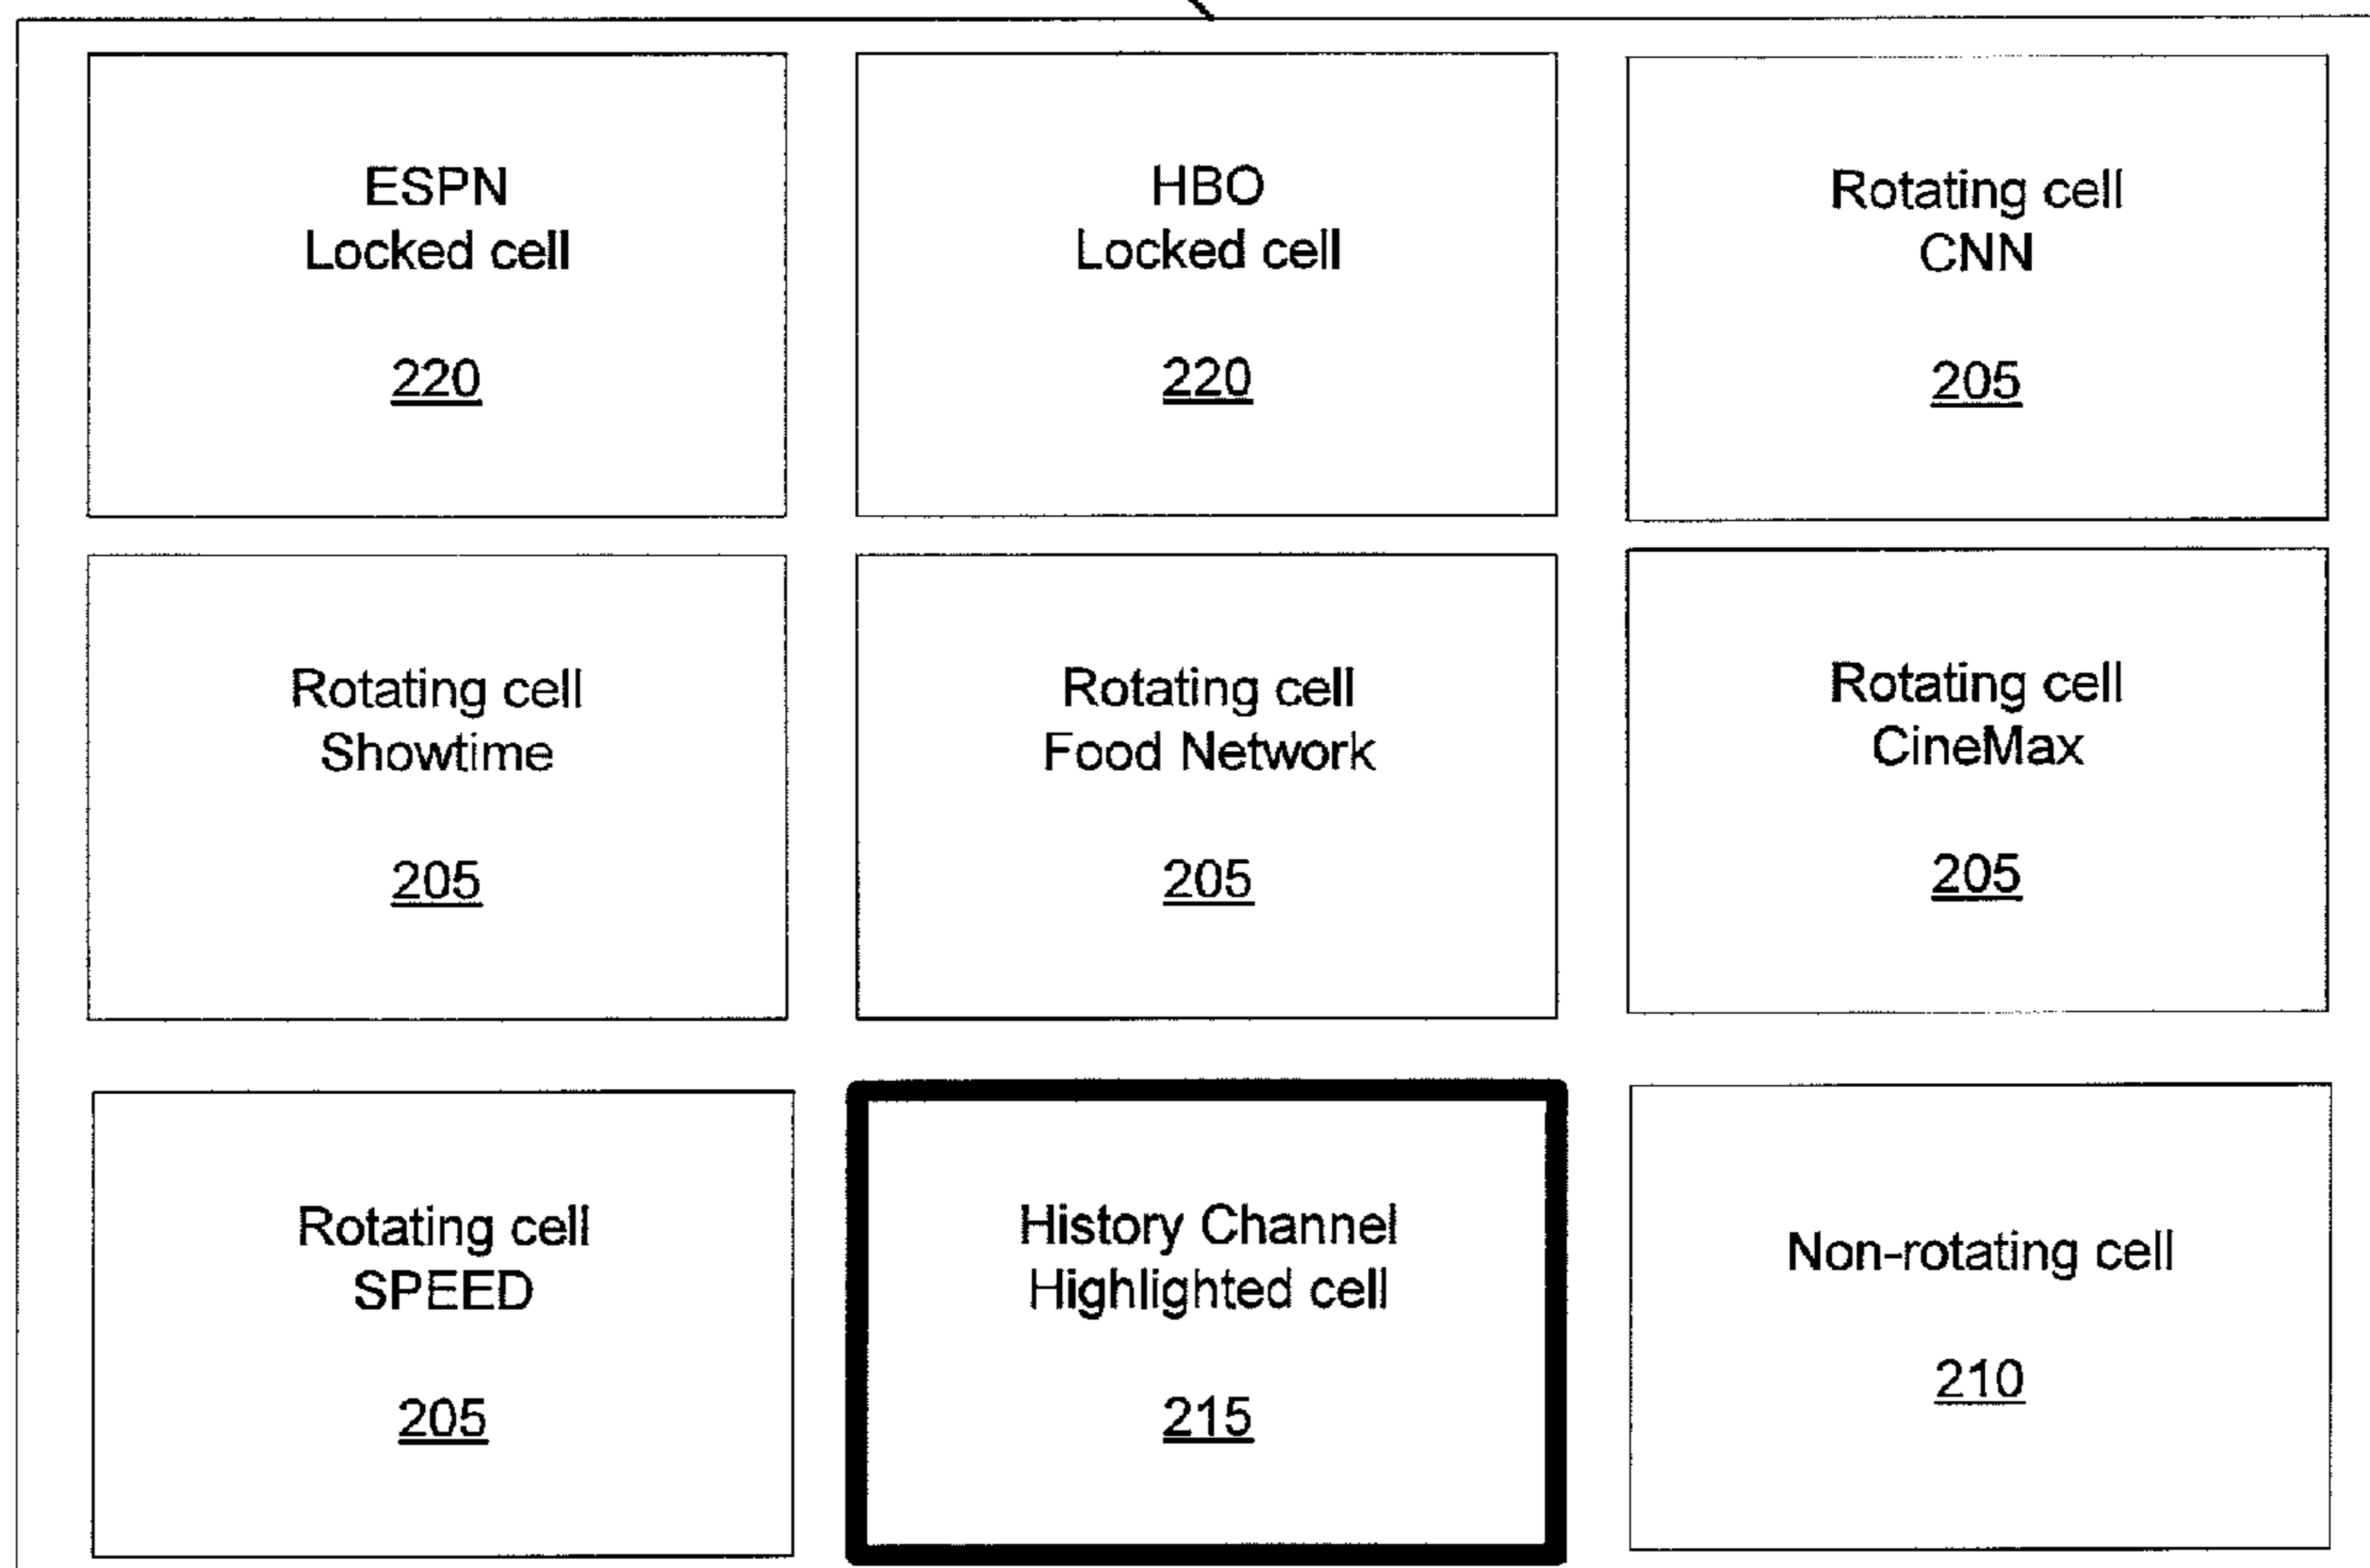 ESPN
Locked cell
220
HBO
Locked cell
220
Rotating cell
CNN
205
Rotating cell
Showtime
205
Rotating cell
Food Network
205
Rotating cell
CineMax
205
Rotating cell
SPEED
205
History Channel
Highlighted cell
215
Non-rotating cell
210